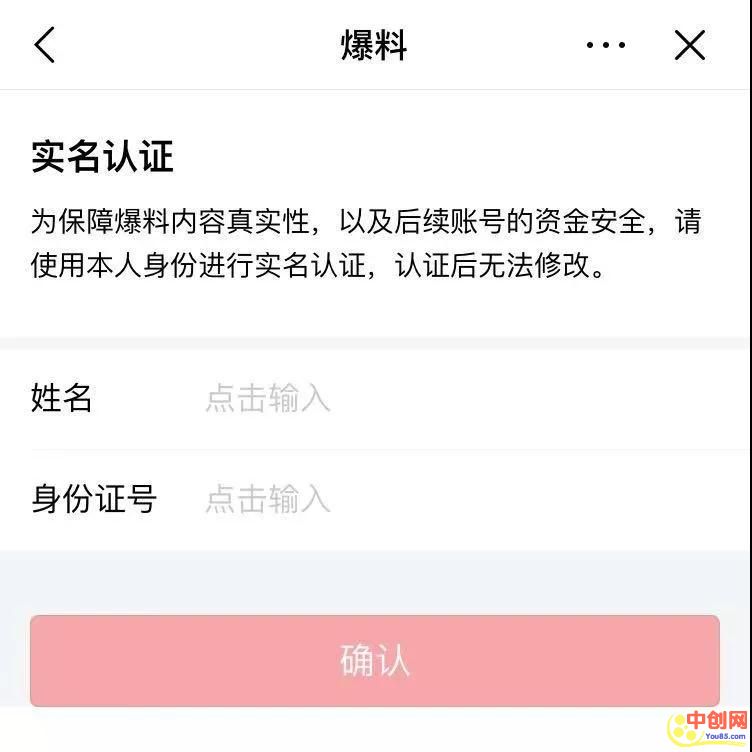 爆料
实名认证
为保障爆料内容真实性，以及后续账号的资金安全，请
使用本人身份进行实名认证，认证后无法修改。
姓名 点击输入
身份证号 点击输入
确认
中创网
You85.com